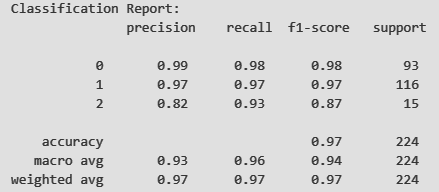 Classification Report:
precision recall f1-score support
0 0.99 0.98 0.98 93
1 0.97 0.97 0.97 116
2 0.82 0.93 0.87 15
accuracy 0.97 224
macro avg 0.93 0.96 0.94 224
weighted avg 0.97 0.97 0.97 224